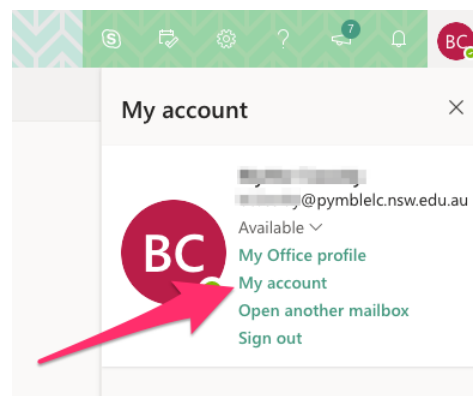 S ? 7 BC
My account ×
@pymblelc.nsw.edu.au
Available
BC
My Office profile
My account
Open another mailbox
Sign out